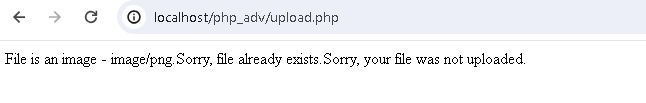 localhost/php_adv/upload.php
File is an image - image/png.Sorry, file already exists.Sorry, your file was not uploaded.